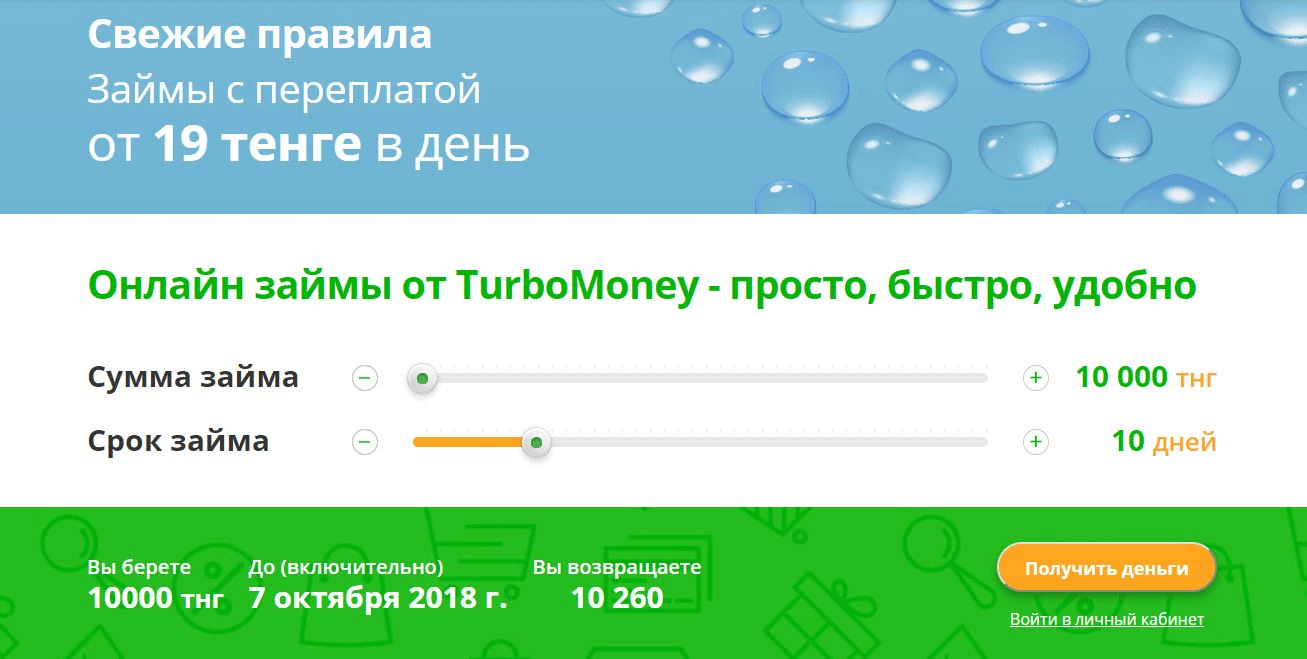 Свежие правила
Займы с переплатой
от 19 тенге в день
Онлайн займы от TurboMoney - просто, быстро, удобно
Сумма займа − + 10 000 тнг
Срок займа − + 10 дней
Вы берете До (включительно) Вы возвращаете
10000 тнг 7 октября 2018 г. 10 260
Получить деньги
Войти в личный кабинет